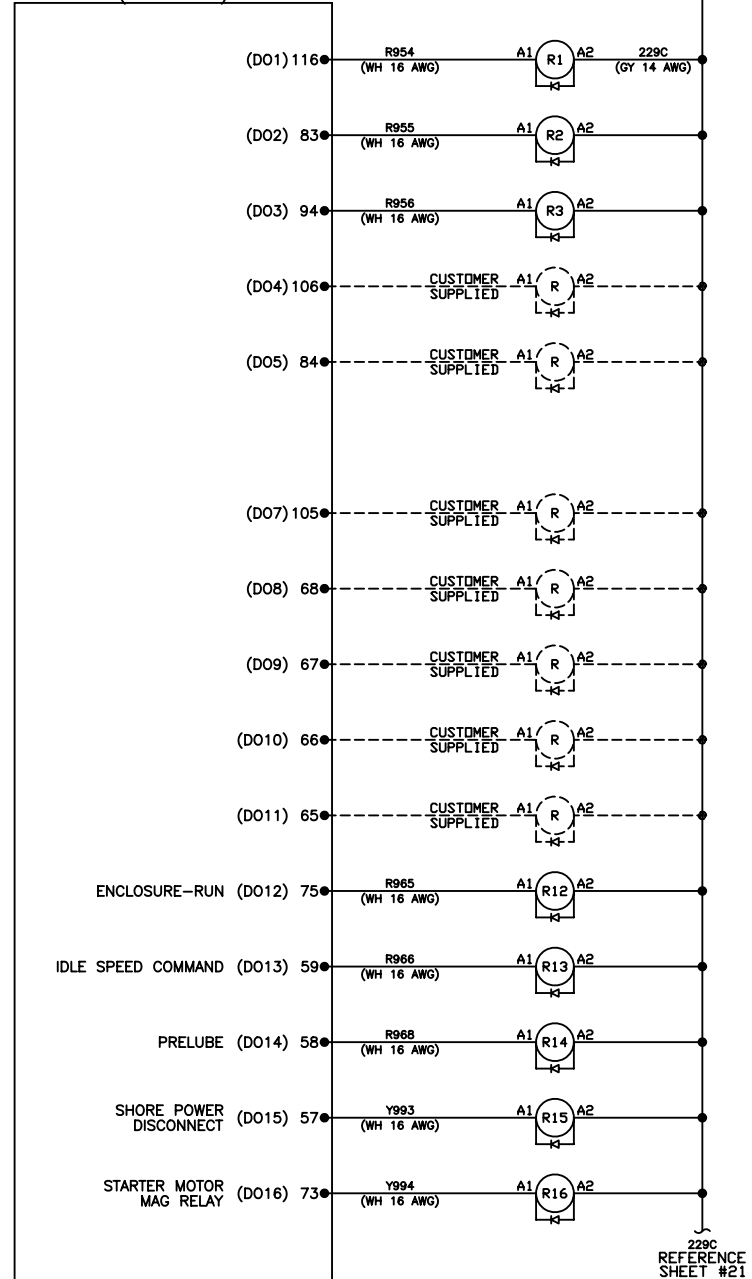 (DO1) 116 R954 (WH 16 AWG) A1 R1 A2 229C (GY 14 AWG)
(DO2) 83 R955 (WH 16 AWG) A1 R2 A2
(DO3) 94 R956 (WH 16 AWG) A1 R3 A2
(DO4) 106 CUSTOMER SUPPLIED A1 R A2
(DO5) 84 CUSTOMER SUPPLIED A1 R A2
(DO7) 105 CUSTOMER SUPPLIED A1 R A2
(DO8) 68 CUSTOMER SUPPLIED A1 R A2
(DO9) 67 CUSTOMER SUPPLIED A1 R A2
(DO10) 66 CUSTOMER SUPPLIED A1 R A2
(DO11) 65 CUSTOMER SUPPLIED A1 R A2
ENCLOSURE-RUN (DO12) 75 R965 (WH 16 AWG) A1 R12 A2
IDLE SPEED COMMAND (DO13) 59 R966 (WH 16 AWG) A1 R13 A2
PRELUBE (DO14) 58 R968 (WH 16 AWG) A1 R14 A2
SHORE POWER DISCONNECT (DO15) 57 Y993 (WH 16 AWG) A1 R15 A2
STARTER MOTOR MAG RELAY (DO16) 73 Y994 (WH 16 AWG) A1 R16 A2
229C
REFERENCE
SHEET #21